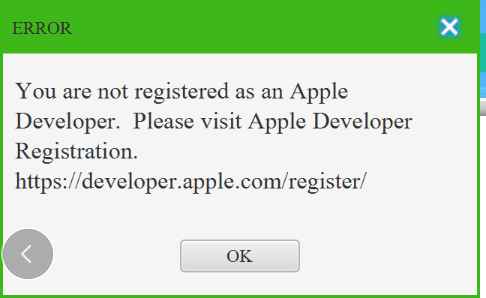 ERROR
You are not registered as an Apple
Developer.  Please visit Apple Developer
Registration.
https://developer.apple.com/register/
OK